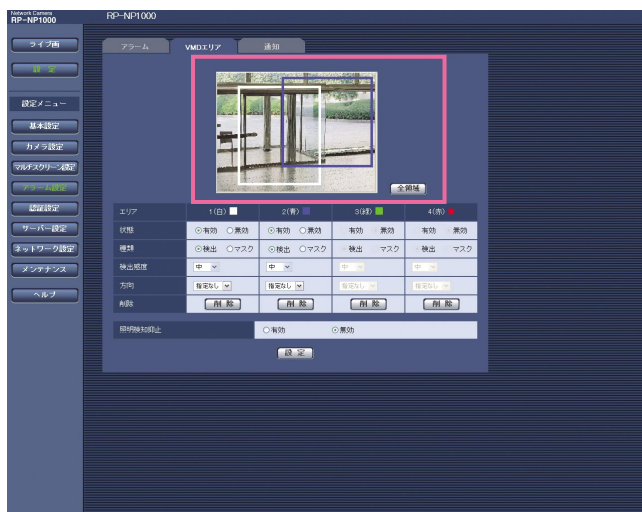 Network Camera
RP-NP1000
RP-NP1000
ライブ画
設 定
設定メニュー
基本設定
カメラ設定
マルチスクリーン設定
アラーム設定
認証設定
サーバー設定
ネットワーク設定
メンテナンス
ヘルプ
アラーム VMDエリア 通知
全領域
エリア 1(白) 2(青) 3(緑) 4(赤)
状態 有効 無効 有効 無効 有効 無効 有効 無効
種類 検出 マスク 検出 マスク 検出 マスク 検出 マスク
検出感度 中 中 中 中
方向 指定なし 指定なし 指定なし 指定なし
削除 削 除 削 除 削 除 削 除
照明検知抑止 有効 無効
設 定